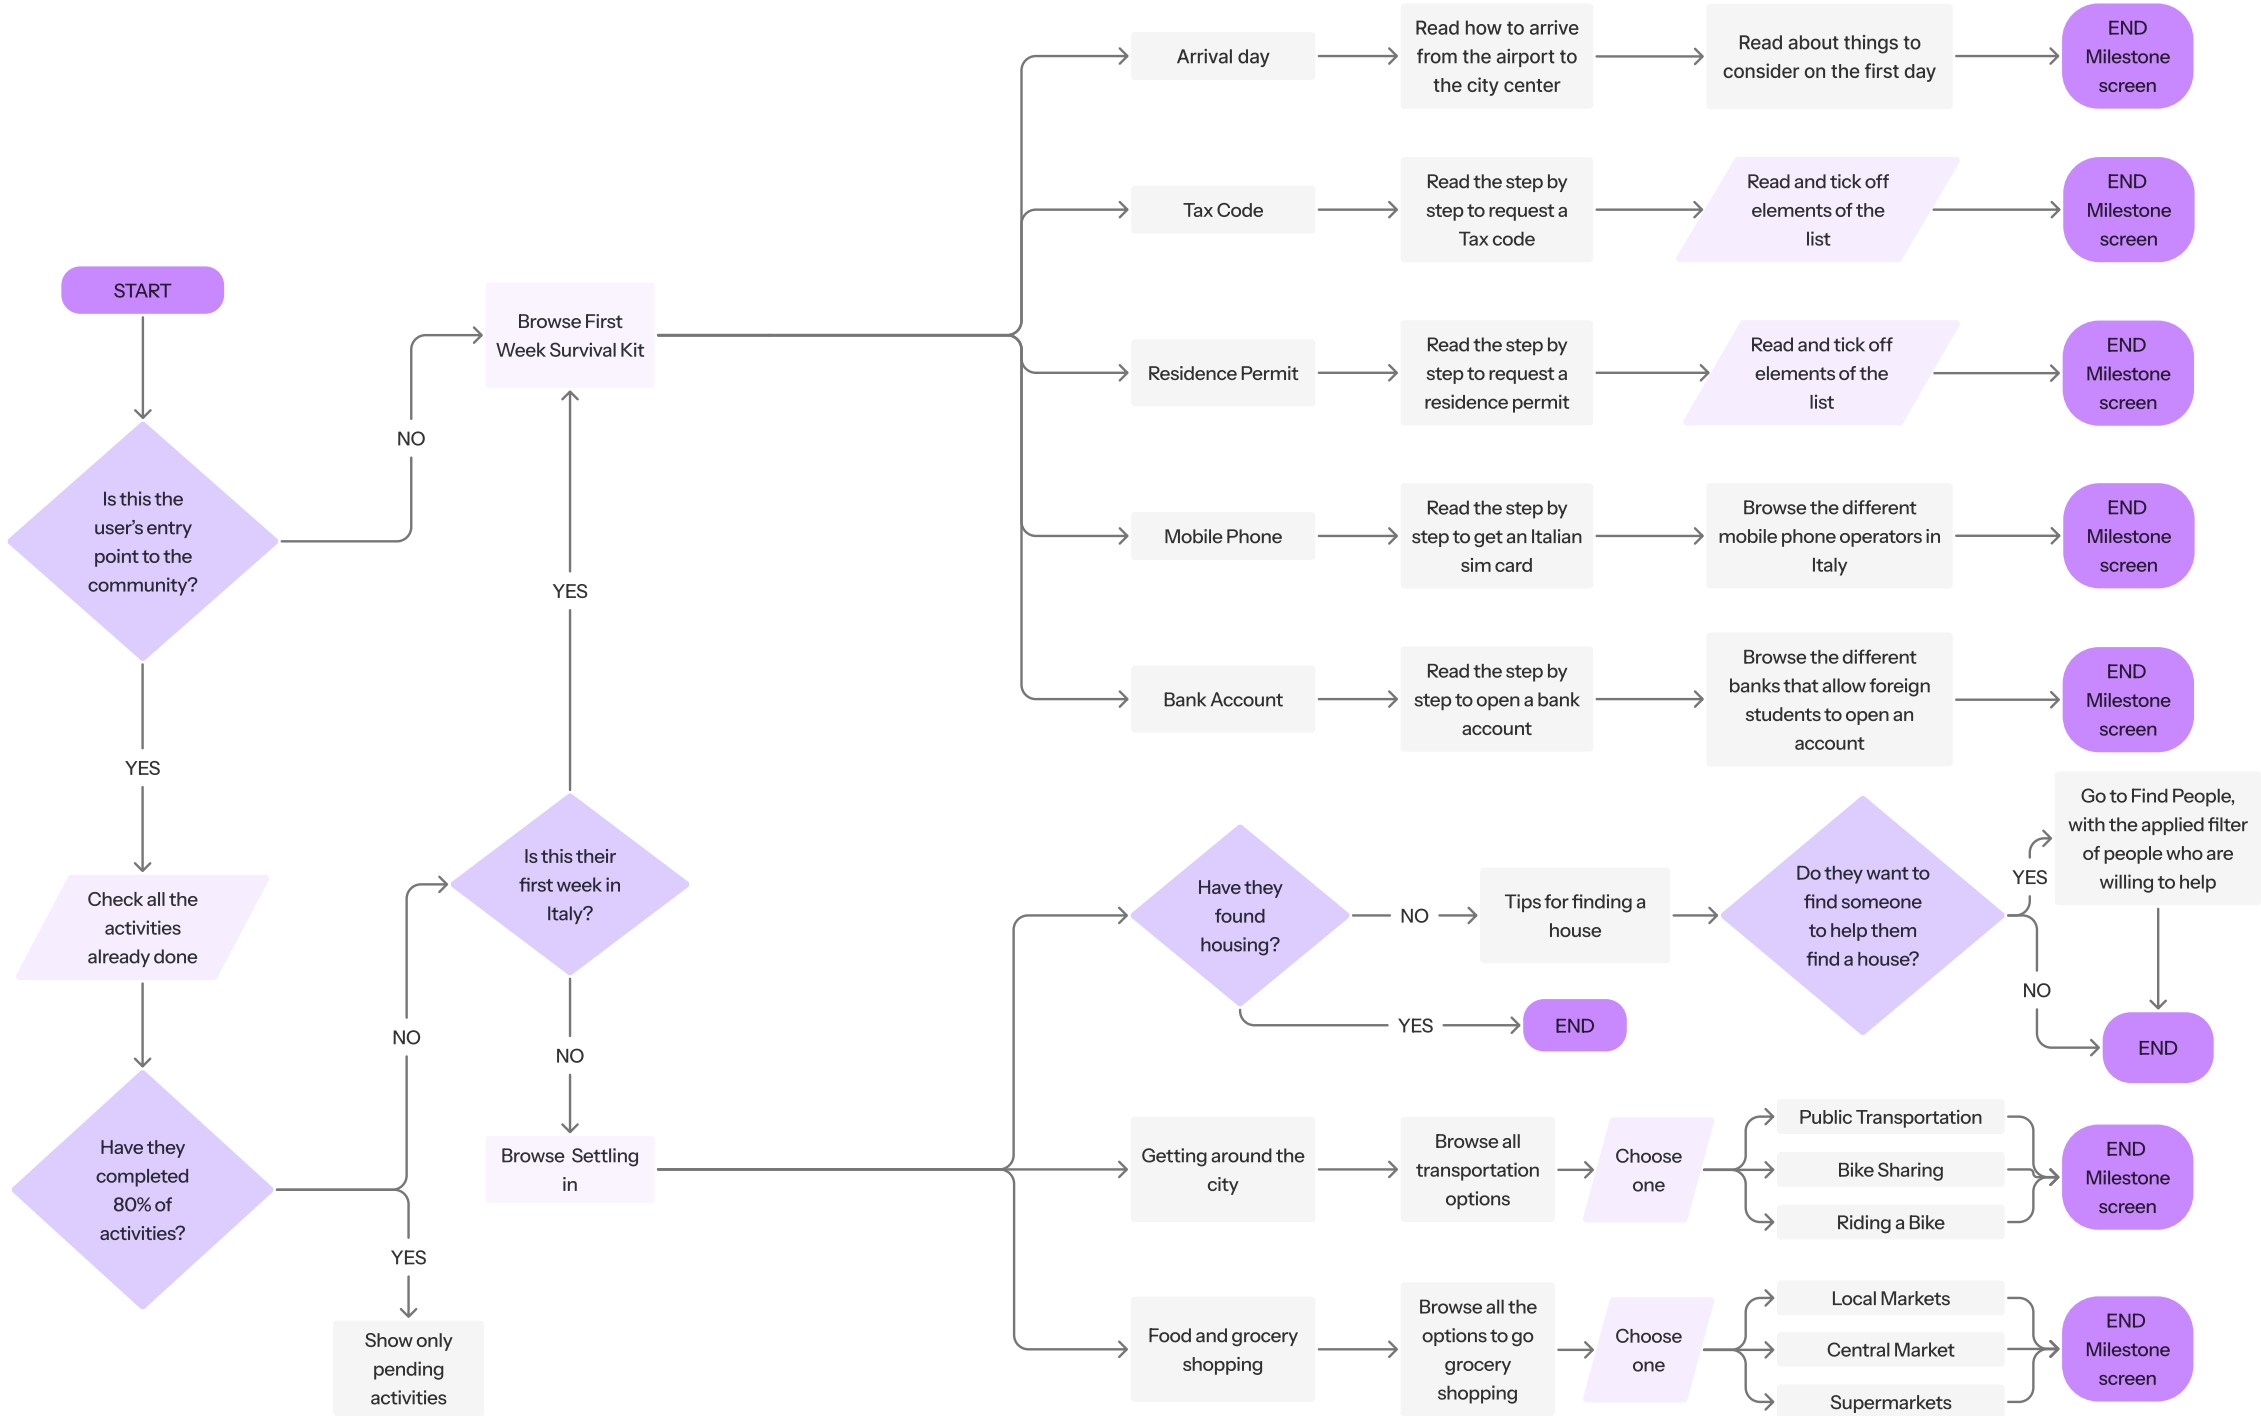 START
Is this the
user's entry
point to the
community?
NO
YES
Check all the
activities
already done
Have they
completed
80% of
activities?
NO
YES
Show only
pending
activities
Browse First
Week Survival Kit
YES
Is this their
first week in
Italy?
NO
Browse Settling
in
Arrival day
Read how to arrive
from the airport to
the city center
Read about things to
consider on the first day
END
Milestone
screen
Tax Code
Read the step by
step to request a
Tax code
Read and tick off
elements of the
list
END
Milestone
screen
Residence Permit
Read the step by
step to request a
residence permit
Read and tick off
elements of the
list
END
Milestone
screen
Mobile Phone
Read the step by
step to get an Italian
sim card
Browse the different
mobile phone operators in
Italy
END
Milestone
screen
Bank Account
Read the step by
step to open a bank
account
Browse the different
banks that allow foreign
students to open an
account
END
Milestone
screen
Have they
found
housing?
NO
Tips for finding a
house
YES
END
Do they want to
find someone
to help them
find a house?
YES
Go to Find People,
with the applied filter
of people who are
willing to help
NO
END
Getting around the
city
Browse all
transportation
options
Choose
one
Public Transportation
Bike Sharing
Riding a Bike
END
Milestone
screen
Food and grocery
shopping
Browse all the
options to go
grocery
shopping
Choose
one
Local Markets
Central Market
Supermarkets
END
Milestone
screen